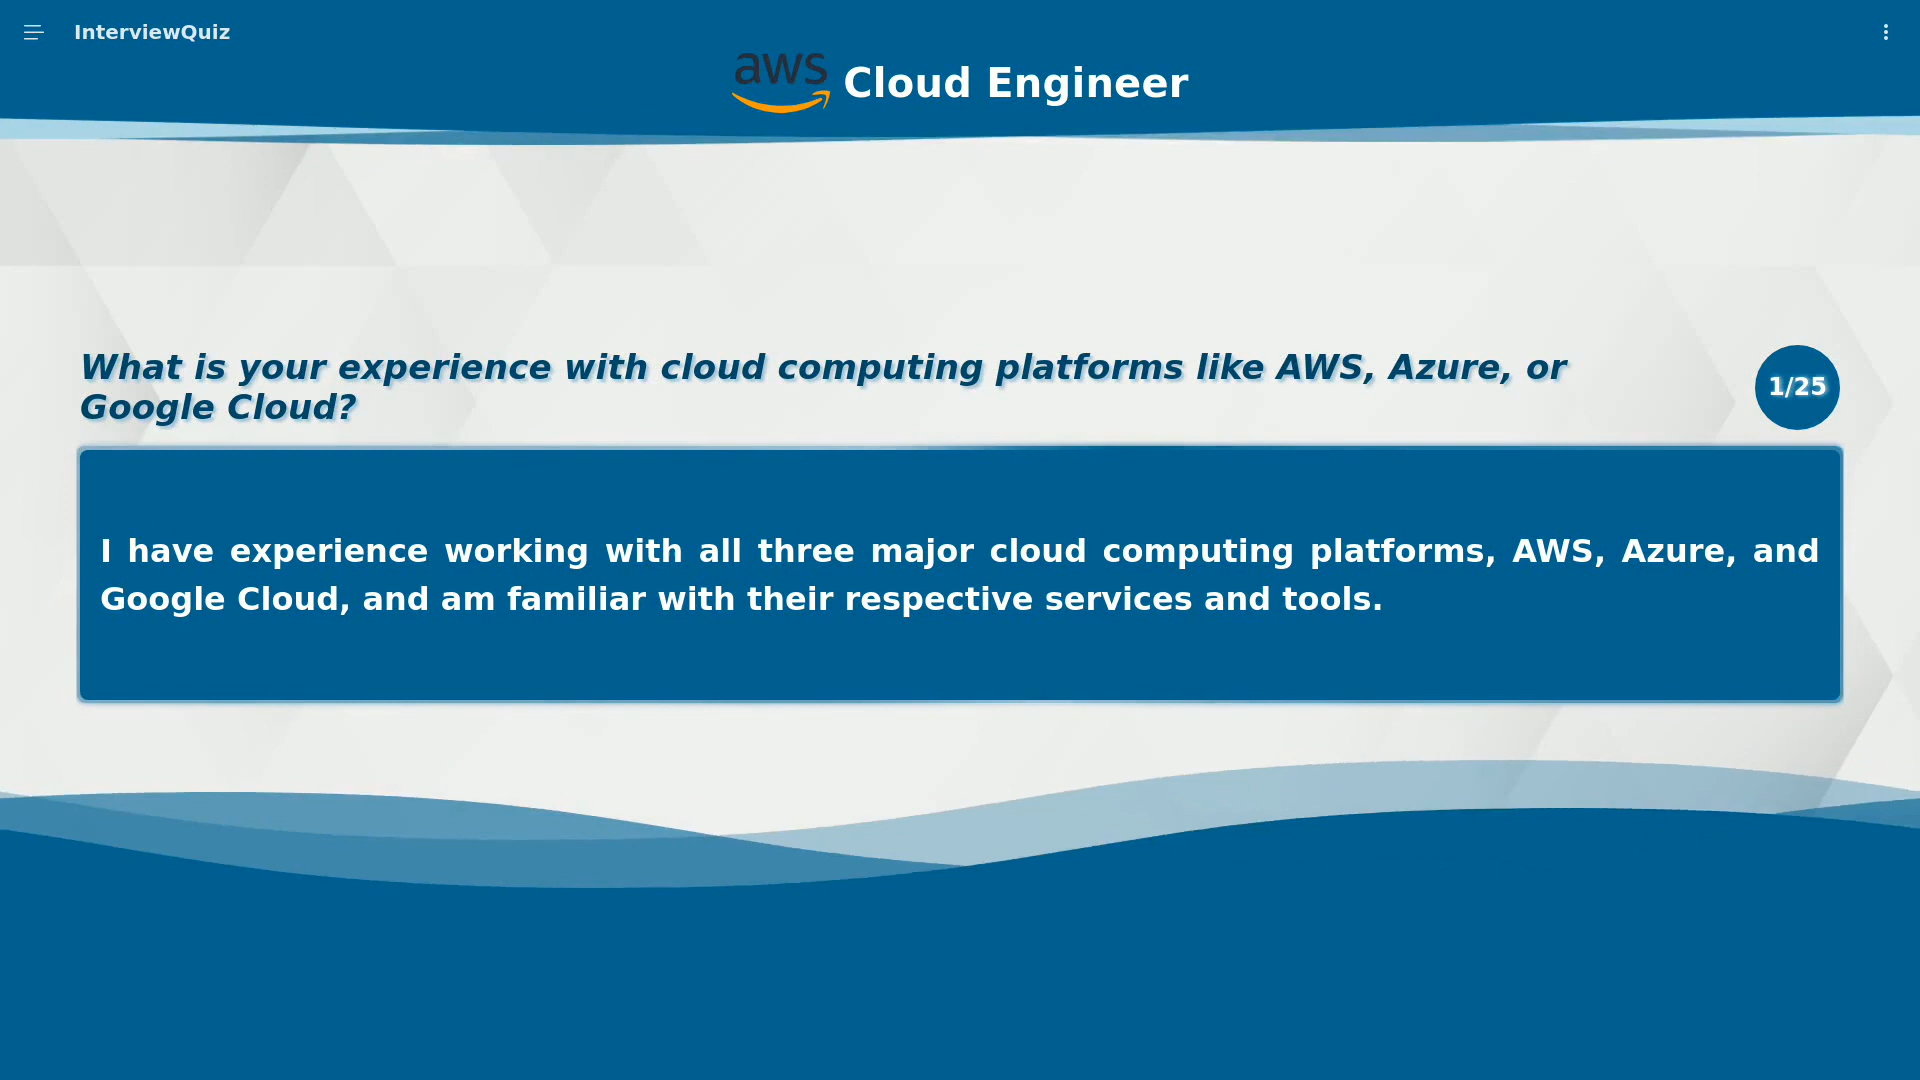 InterviewQuiz
aws
Cloud Engineer
What is your experience with cloud computing platforms like AWS, Azure, or
Google Cloud?
1/25
I have experience working with all three major cloud computing platforms, AWS, Azure, and
Google Cloud, and am familiar with their respective services and tools.